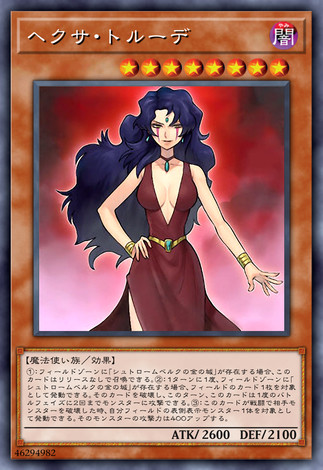 ヘクサ・トルーデ
やみ
闇
【魔法使い族／効果】
①：フィールドゾーンに「シュトロームベルクの金の城」が存在する場合、この
カードはリリースなしで召喚できる。②：1ターンに1度、フィールドゾーンに
「シュトロームベルクの金の城」が存在する場合、フィールドのカード1枚を対象
として発動できる。そのカードを破壊し、このターン、このカードは1度のバト
ルフェイズに2回までモンスターに攻撃できる。③：このカードが戦闘で相手モ
ンスターを破壊した時、自分フィールドの表側表示モンスター1体を対象とし
て発動できる。そのモンスターの攻撃力は400アップする。
ATK/ 2600 DEF/2100
46294982